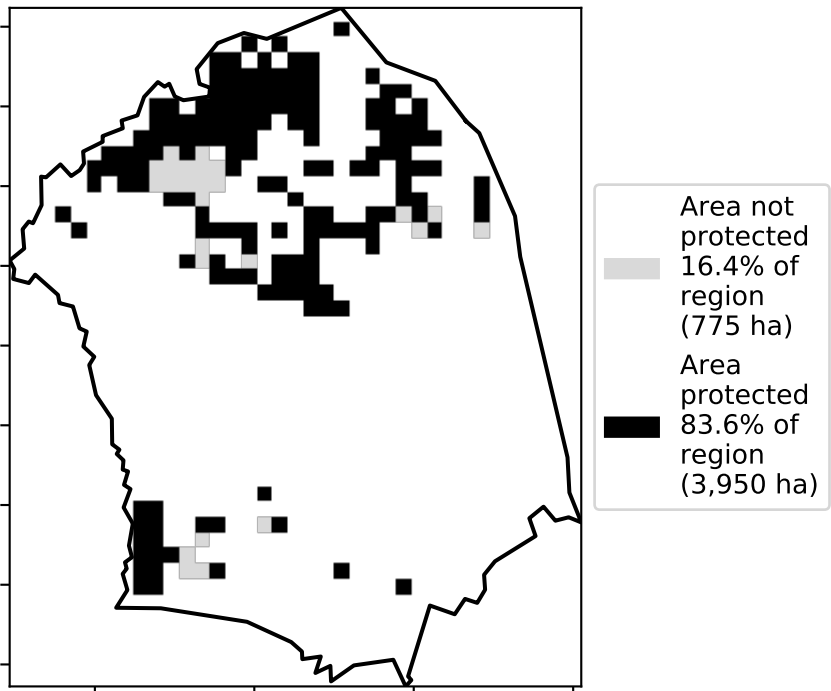 Area not
protected
16.4% of
region
(775 ha)
Area
protected
83.6% of
region
(3,950 ha)